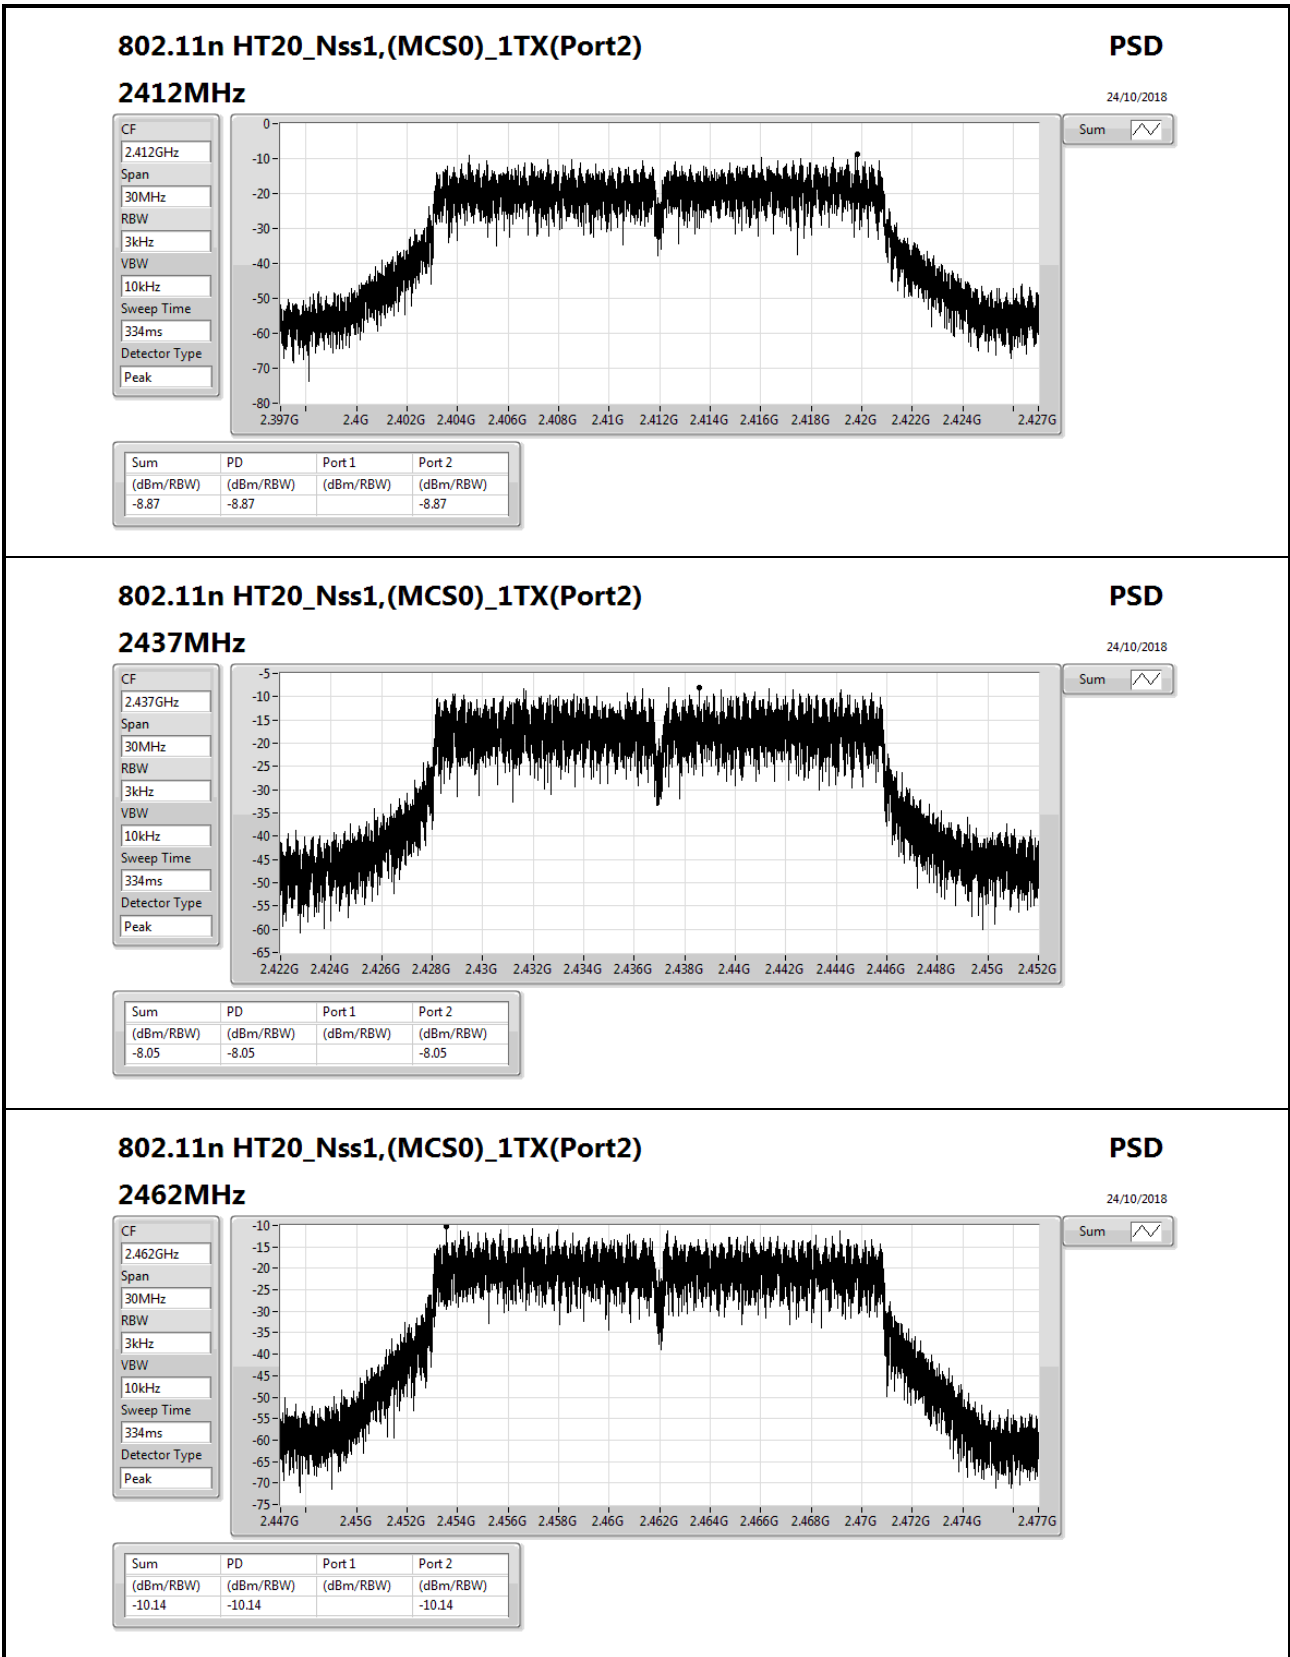 802.11n HT20_Nss1,(MCS0)_1TX(Port2) PSD
2412MHz 24/10/2018
CF
2.412GHz
Span
30MHz
RBW
3kHz
VBW
10kHz
Sweep Time
334ms
Detector Type
Peak
0
-10
-20
-30
-40
-50
-60
-70
-80
2.397G 2.4G 2.402G 2.404G 2.406G 2.408G 2.41G 2.412G 2.414G 2.416G 2.418G 2.42G 2.422G 2.424G 2.427G
Sum
Sum PD Port 1 Port 2
(dBm/RBW) (dBm/RBW) (dBm/RBW) (dBm/RBW)
-8.87 -8.87 -8.87
802.11n HT20_Nss1,(MCS0)_1TX(Port2) PSD
2437MHz 24/10/2018
CF
2.437GHz
Span
30MHz
RBW
3kHz
VBW
10kHz
Sweep Time
334ms
Detector Type
Peak
-5
-10
-15
-20
-25
-30
-35
-40
-45
-50
-55
-60
-65
2.422G 2.424G 2.426G 2.428G 2.43G 2.432G 2.434G 2.436G 2.438G 2.44G 2.442G 2.444G 2.446G 2.448G 2.45G 2.452G
Sum
Sum PD Port 1 Port 2
(dBm/RBW) (dBm/RBW) (dBm/RBW) (dBm/RBW)
-8.05 -8.05 -8.05
802.11n HT20_Nss1,(MCS0)_1TX(Port2) PSD
2462MHz 24/10/2018
CF
2.462GHz
Span
30MHz
RBW
3kHz
VBW
10kHz
Sweep Time
334ms
Detector Type
Peak
-10
-15
-20
-25
-30
-35
-40
-45
-50
-55
-60
-65
-70
-75
2.447G 2.45G 2.452G 2.454G 2.456G 2.458G 2.46G 2.462G 2.464G 2.466G 2.468G 2.47G 2.472G 2.474G 2.477G
Sum
Sum PD Port 1 Port 2
(dBm/RBW) (dBm/RBW) (dBm/RBW) (dBm/RBW)
-10.14 -10.14 -10.14